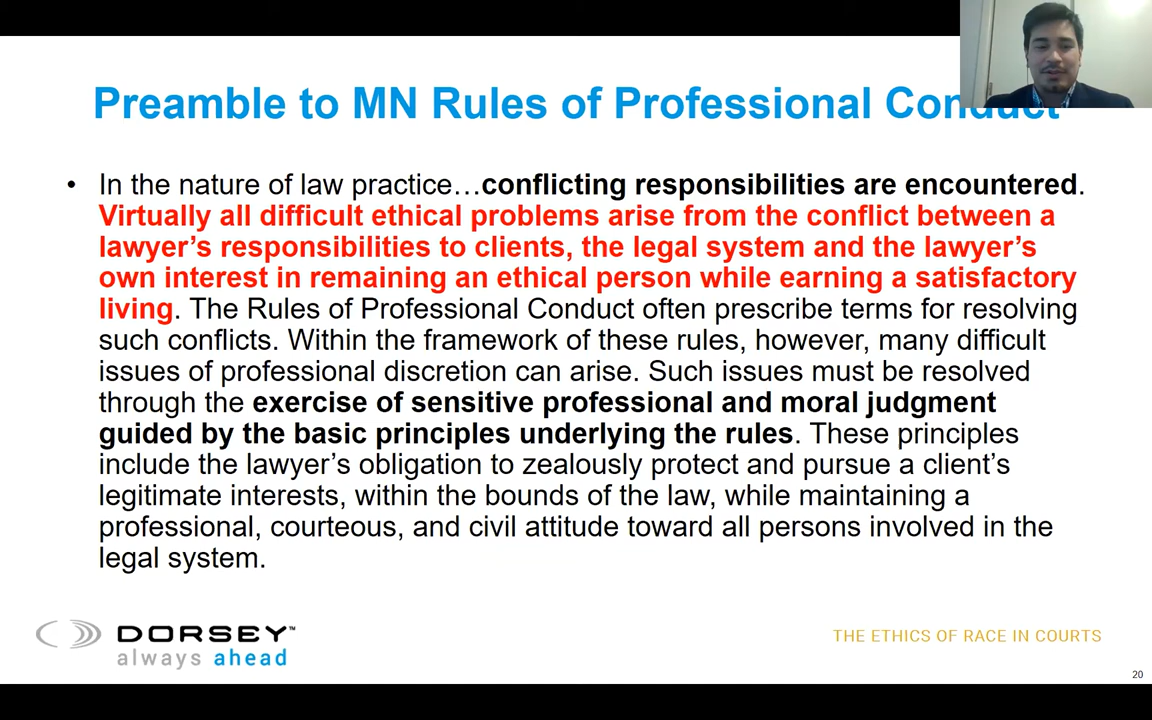 Preamble to MN Rules of Professional Conduct
• In the nature of law practice…conflicting responsibilities are encountered.
Virtually all difficult ethical problems arise from the conflict between a
lawyer’s responsibilities to clients, the legal system and the lawyer’s
own interest in remaining an ethical person while earning a satisfactory
living. The Rules of Professional Conduct often prescribe terms for resolving
such conflicts. Within the framework of these rules, however, many difficult
issues of professional discretion can arise. Such issues must be resolved
through the exercise of sensitive professional and moral judgment
guided by the basic principles underlying the rules. These principles
include the lawyer’s obligation to zealously protect and pursue a client’s
legitimate interests, within the bounds of the law, while maintaining a
professional, courteous, and civil attitude toward all persons involved in the
legal system.
DORSEY™
always ahead
THE ETHICS OF RACE IN COURTS
20